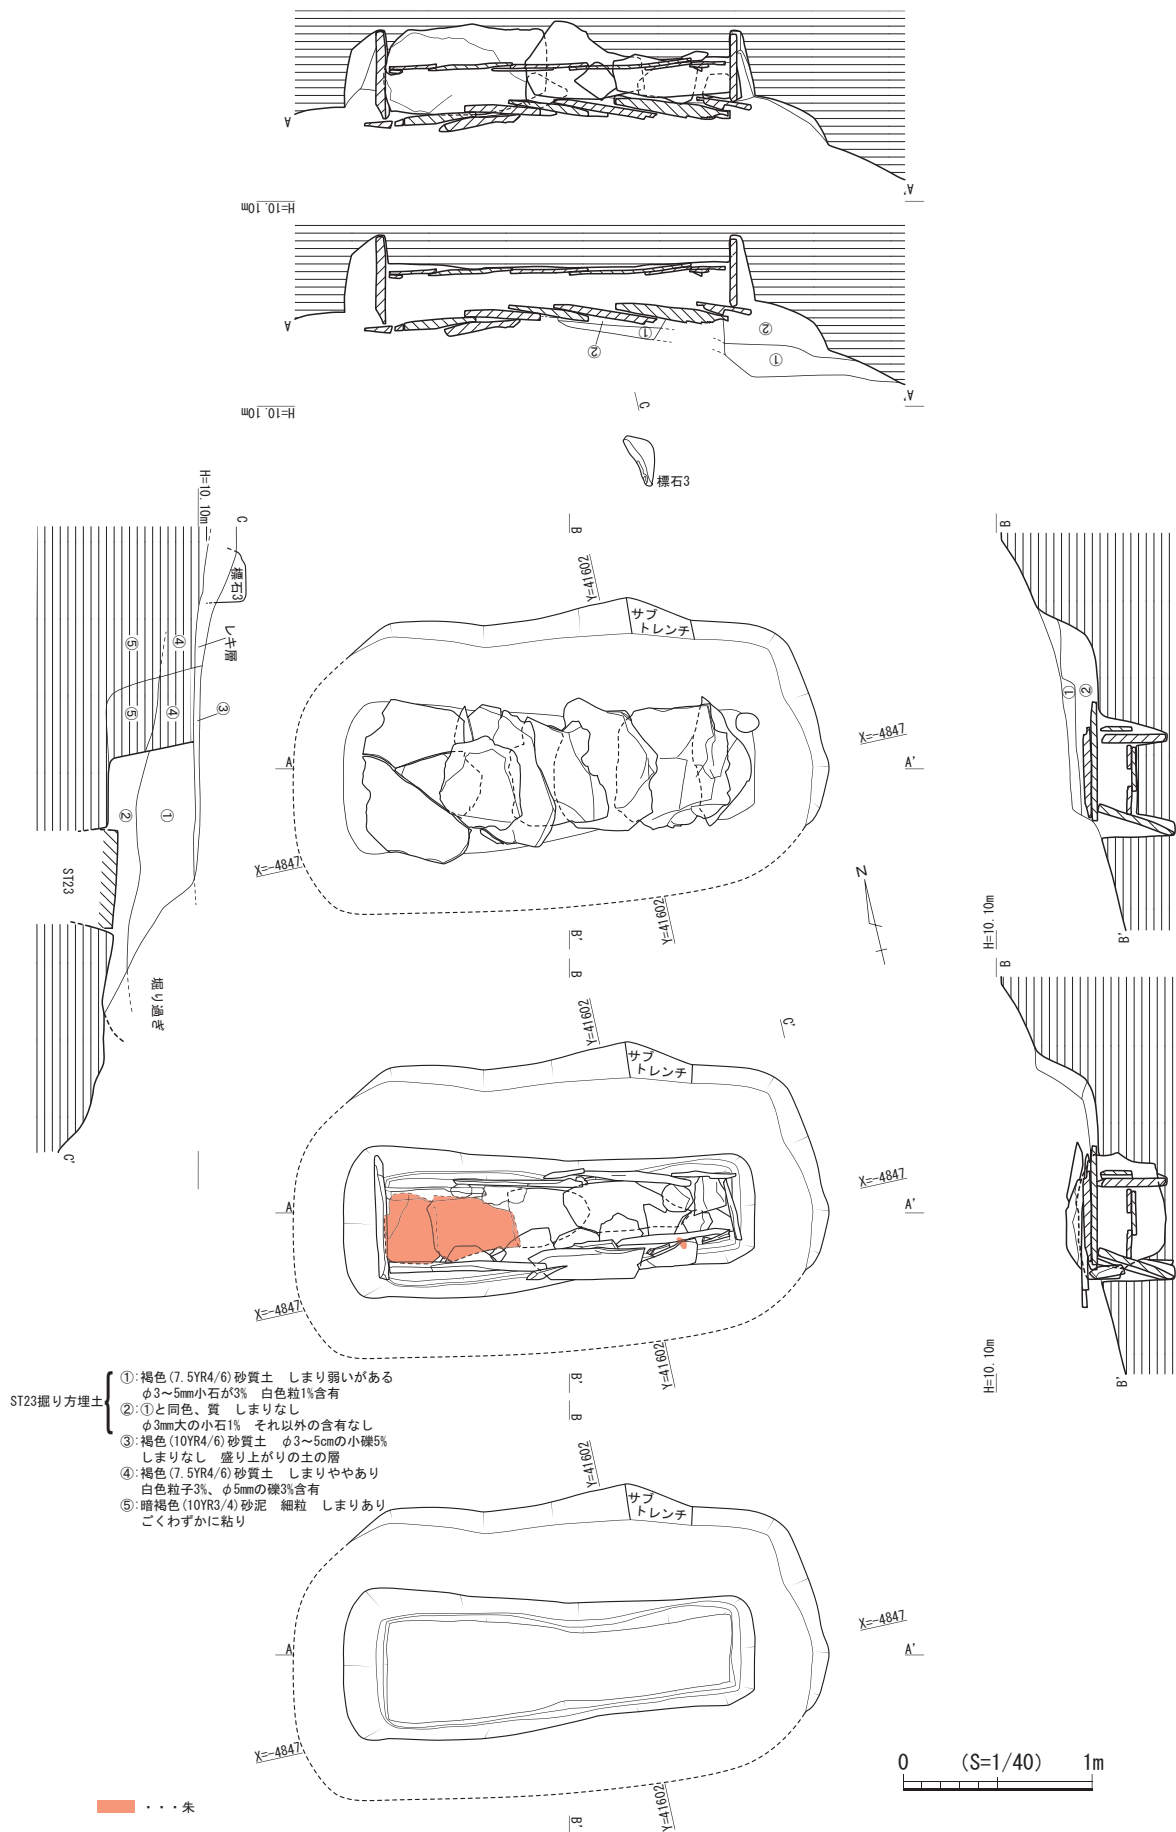 A
A'
H=10.10m
②
①
①
②
A
A'
H=10.10m
C
標石3
H=10.10m
C
標石3
レキ層
⑤
④
⑤
④
③
②
①
ST23
掘り過ぎ
C'
B
Y=41602
サブ
トレンチ
X=-4847
A
A'
X=-4847
Y=41602
B'
N
B
①
②
H=10.10m
B'
B
Y=41602
C'
サブ
トレンチ
X=-4847
A
A'
X=-4847
Y=41602
B'
B
H=10.10m
B'
ST23掘り方埋土
①:褐色(7.5YR4/6)砂質土 しまり弱いがある
φ3～5mm小石が3% 白色粒1%含有
②:①と同色、質 しまりなし
φ3mm大の小石1% それ以外の含有なし
③:褐色(10YR4/6)砂質土 φ3～5cmの小礫5%
しまりなし 盛り上がりの土の層
④:褐色(7.5YR4/6)砂質土 しまりややあり
白色粒子3%、φ5mmの礫3%含有
⑤:暗褐色(10YR3/4)砂泥 細粒 しまりあり
ごくわずかに粘り
B
Y=41602
サブ
トレンチ
X=-4847
A
A'
X=-4847
Y=41602
B'
0 (S=1/40) 1m
・・・朱